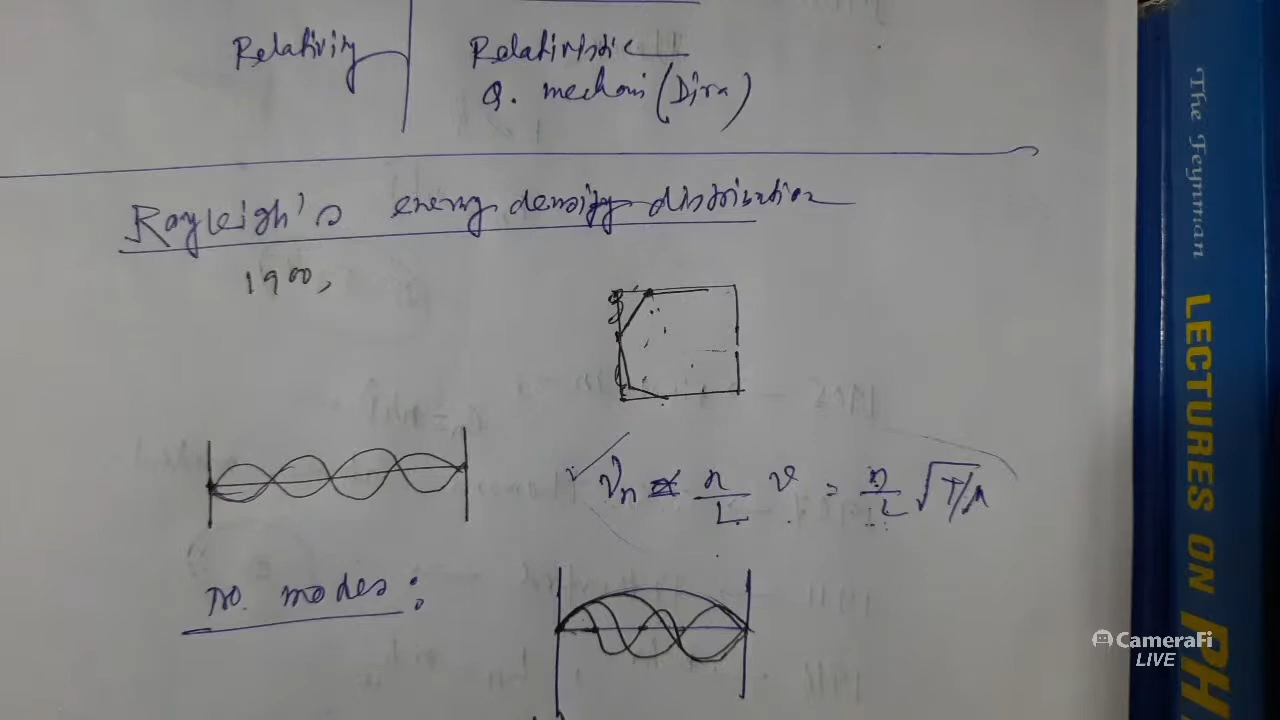 Relativity
Relativistic
Q. mechani (Dirac)
Rayleigh's energy density distribution
1900,
νn ∝ n/L v = n/L √T/μ
No. modes:
The Feynman
LECTURES ON PH
CameraFi
LIVE